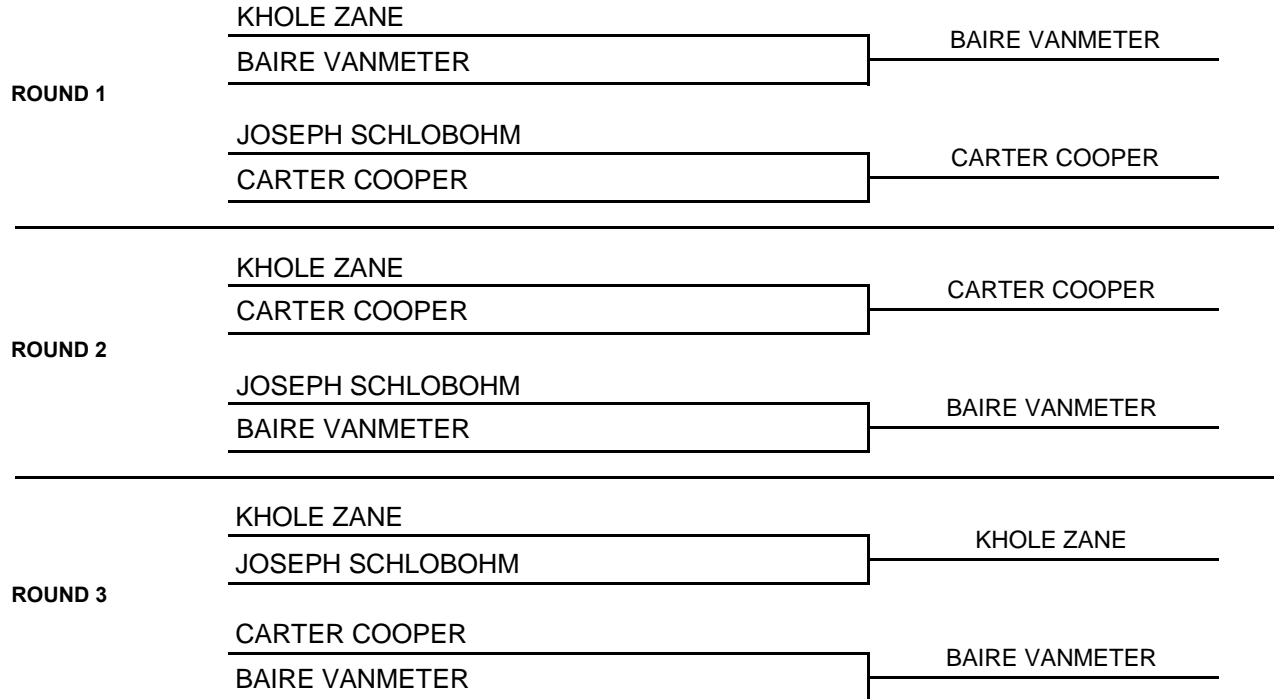 KHOLE ZANE
BAIRE VANMETER
BAIRE VANMETER
ROUND 1
JOSEPH SCHLOBOHM
CARTER COOPER
CARTER COOPER
KHOLE ZANE
CARTER COOPER
CARTER COOPER
ROUND 2
JOSEPH SCHLOBOHM
BAIRE VANMETER
BAIRE VANMETER
KHOLE ZANE
JOSEPH SCHLOBOHM
KHOLE ZANE
ROUND 3
CARTER COOPER
BAIRE VANMETER
BAIRE VANMETER